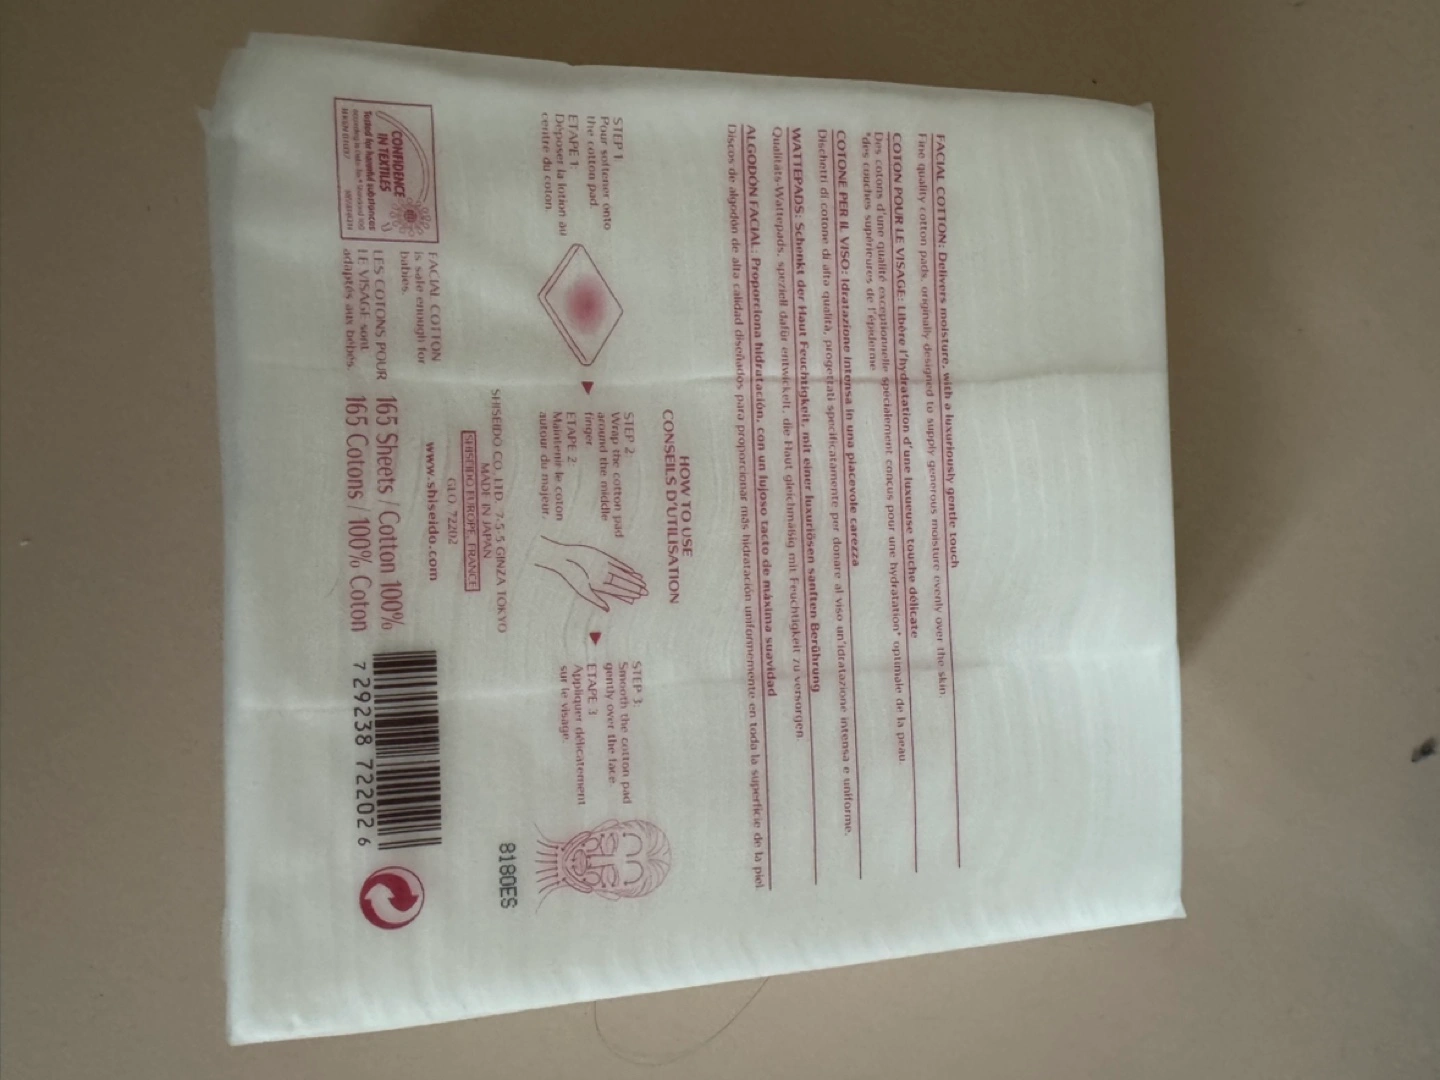 FACIAL COTTON: Delivers moisture, with a luxuriously gentle touch
Fine quality cotton pads, originally designed to supply generous moisture evenly over the skin
COTON POUR LE VISAGE: Libère l'hydratation d'une luxueuse touche délicate
Des cotons d'une qualité exceptionnelle spécialement concus pour une hydratation* optimale de la peau.
*des couches supérieures de l'épiderme
COTONE PER IL VISO: Idratazione intensa in una piacevole carezza
Dischetti di cotone di alta qualità, progettati specificatamente per donare al viso un'idratazione intensa e uniforme.
WATTEPADS: Schenkt der Haut Feuchtigkeit, mit einer luxuriösen sanften Berührung
Qualitäts-Wattepads, speziell dafür entwickelt, die Haut gleichmäßig mit Feuchtigkeit zu versorgen.
ALGODÓN FACIAL: Proporciona hidratación, con un lujoso tacto de máxima suavidad
Discos de algodón de alta calidad diseñados para proporcionar más hidratación uniformemente en toda la superficie de la piel
HOW TO USE
CONSEILS D'UTILISATION
STEP 1:
Pour softener onto
the cotton pad.
ETAPE 1:
Déposer la lotion au
centre du coton.
STEP 2:
Wrap the cotton pad
around the middle
finger.
ETAPE 2:
Maintenir le coton
autour du majeur.
STEP 3:
Smooth the cotton pad
gently over the face.
ETAPE 3
Appliquer délicatement
sur le visage.
SHISEIDO CO., LTD. 7-5-5 GINZA TOKYO
MADE IN JAPAN
SHISEIDO EUROPE, FRANCE
GLO. 72202
www.shiseido.com
8180ES
CONFIDENCE
IN TEXTILES
Tested for harmful substances
according to Oeko-Tex® Standard 100
FACIAL COTTON
is safe enough for
babies.
LES COTONS POUR
LE VISAGE sont
adaptés aux bébés.
165 Sheets / Cotton 100%
165 Cotons / 100% Coton
7 29238 72202 6